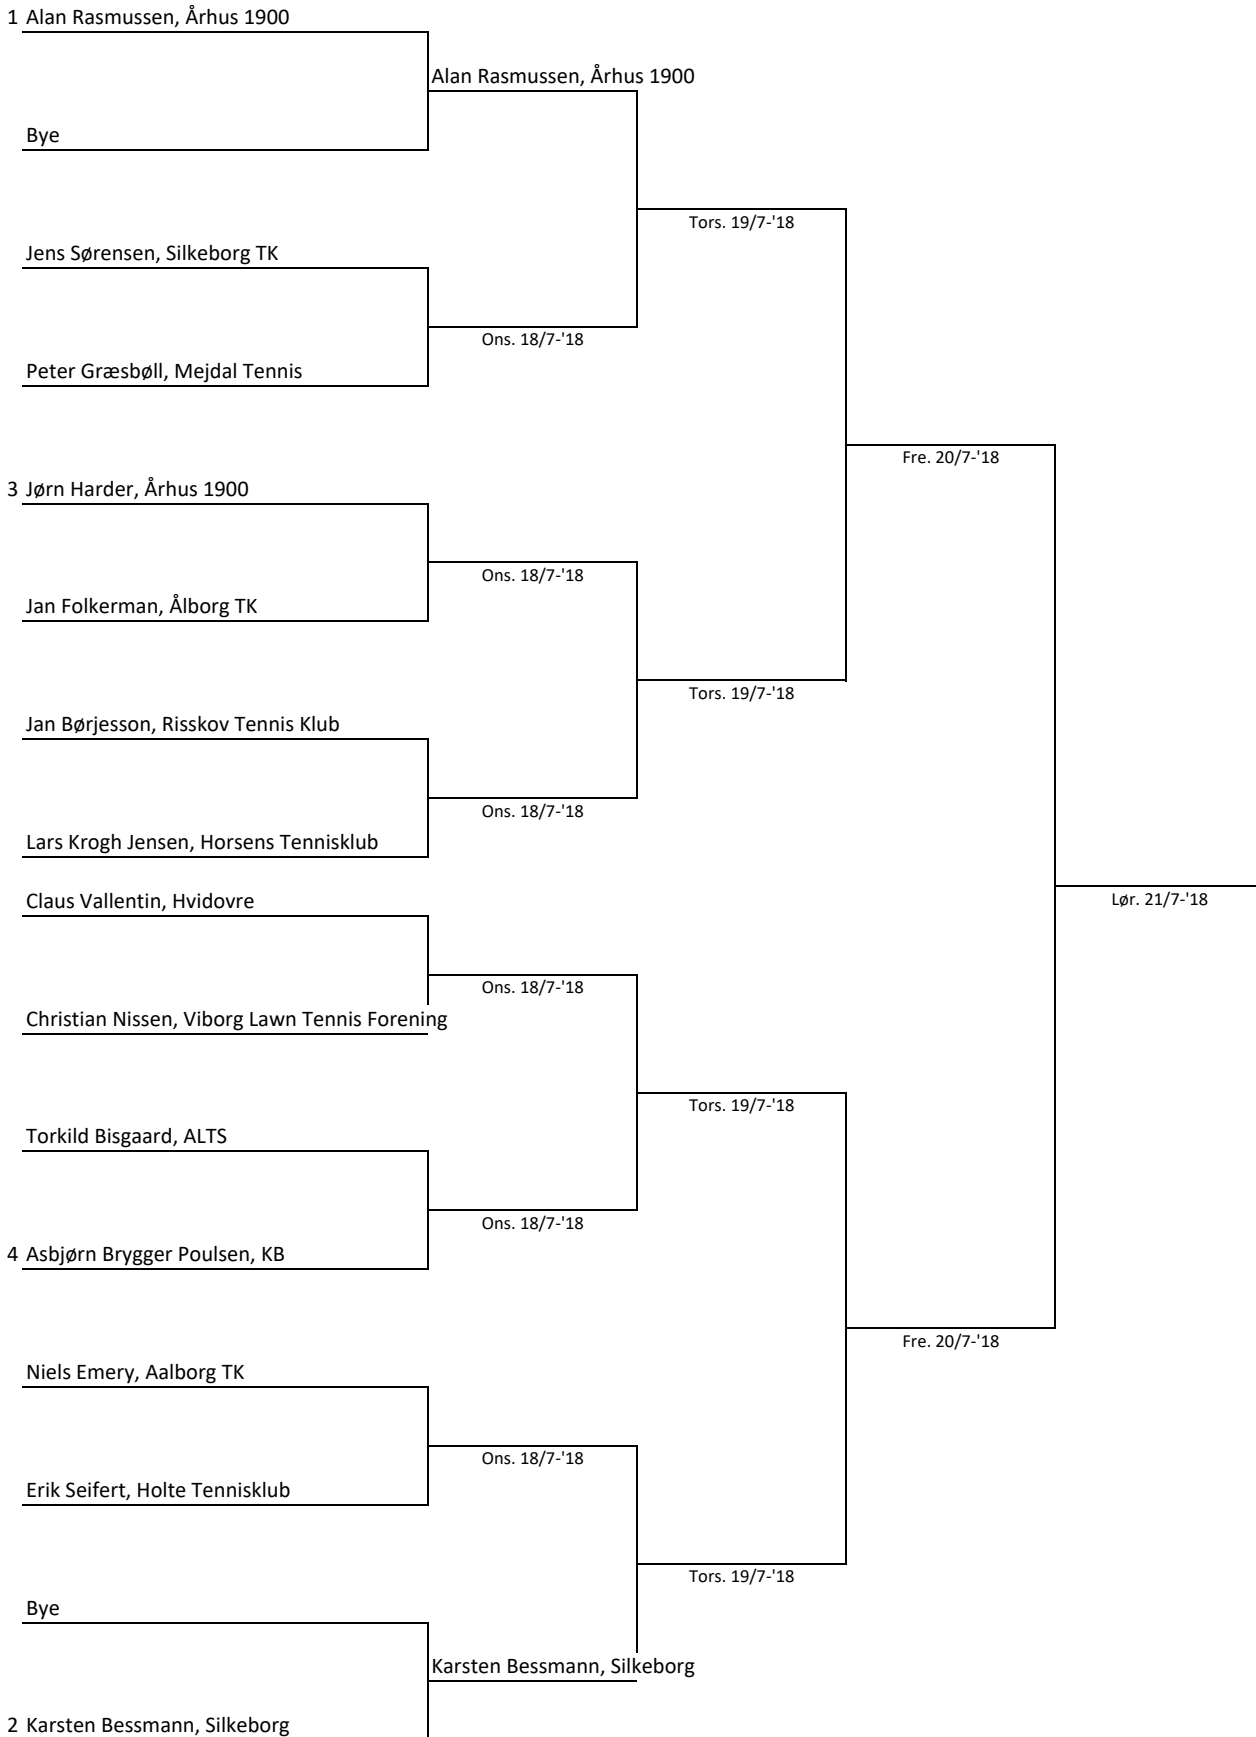 1 Alan Rasmussen, Århus 1900
Alan Rasmussen, Århus 1900
Bye
Tors. 19/7-'18
Jens Sørensen, Silkeborg TK
Ons. 18/7-'18
Peter Græsbøll, Mejdal Tennis
Fre. 20/7-'18
3 Jørn Harder, Århus 1900
Ons. 18/7-'18
Jan Folkerman, Ålborg TK
Tors. 19/7-'18
Jan Børjesson, Risskov Tennis Klub
Ons. 18/7-'18
Lars Krogh Jensen, Horsens Tennisklub
Claus Vallentin, Hvidovre
Lør. 21/7-'18
Ons. 18/7-'18
Christian Nissen, Viborg Lawn Tennis Forening
Tors. 19/7-'18
Torkild Bisgaard, ALTS
Ons. 18/7-'18
4 Asbjørn Brygger Poulsen, KB
Fre. 20/7-'18
Niels Emery, Aalborg TK
Ons. 18/7-'18
Erik Seifert, Holte Tennisklub
Tors. 19/7-'18
Bye
Karsten Bessmann, Silkeborg
2 Karsten Bessmann, Silkeborg